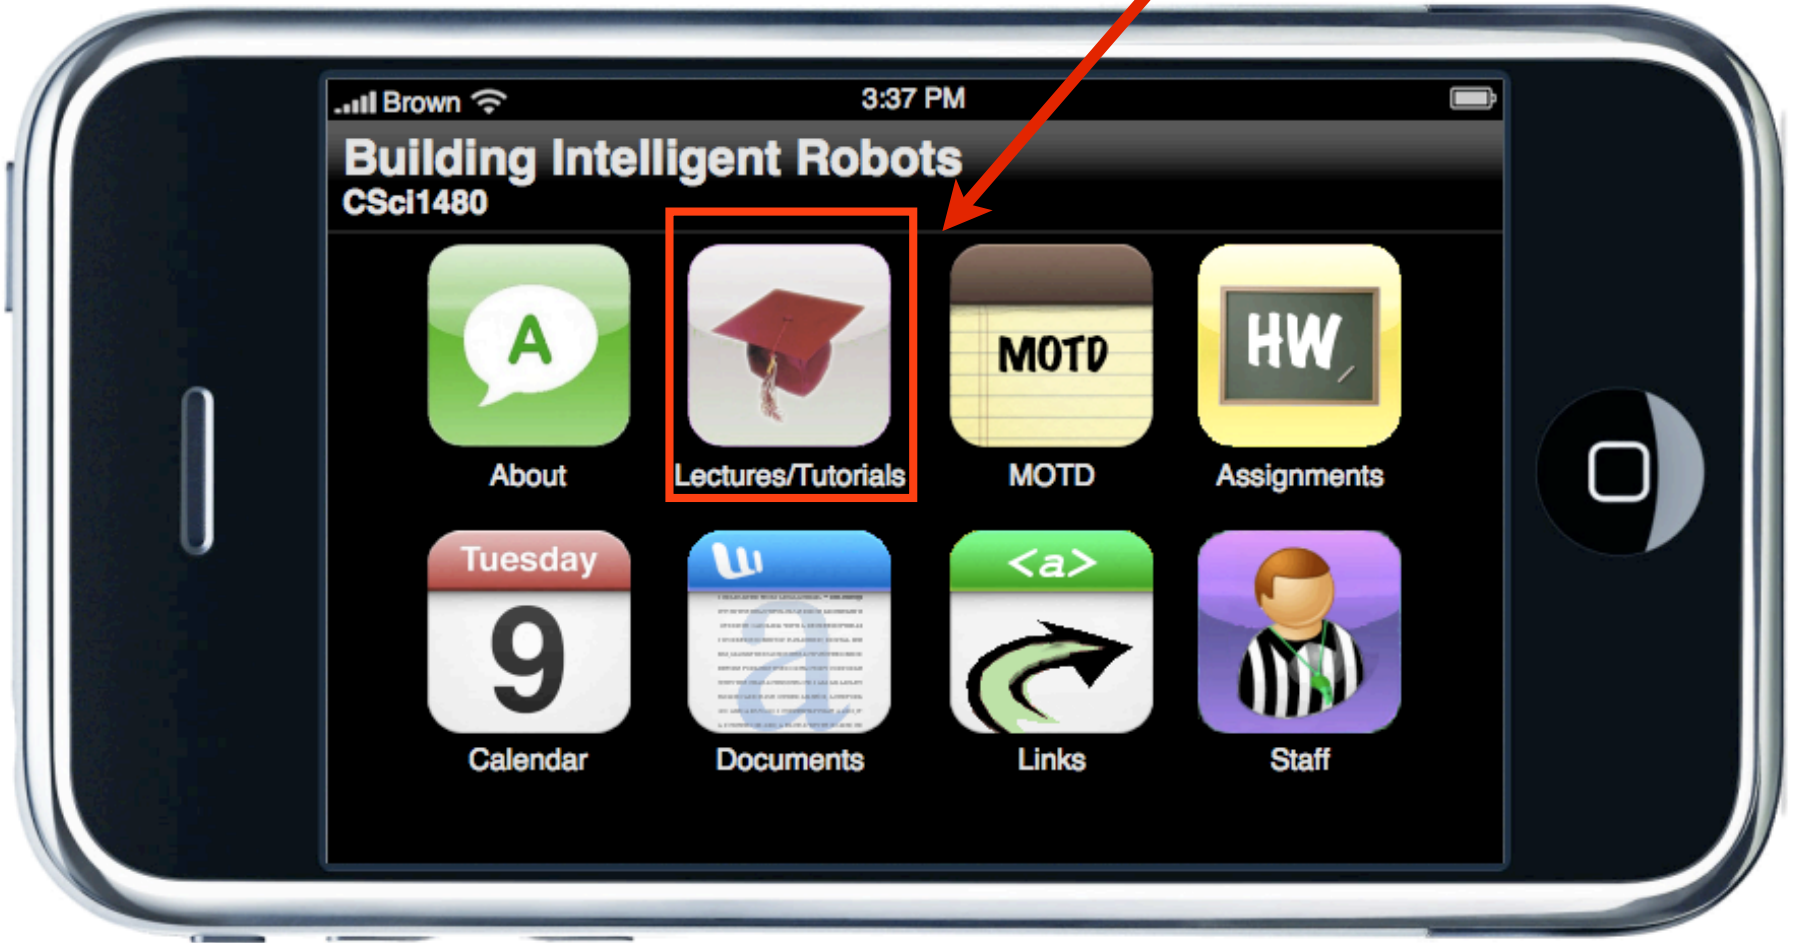 Brown
3:37 PM
Building Intelligent Robots
CSci1480
A
MOTD
HW
About
Lectures/Tutorials
MOTD
Assignments
Tuesday
<a>
9
a
Calendar
Documents
Links
Staff